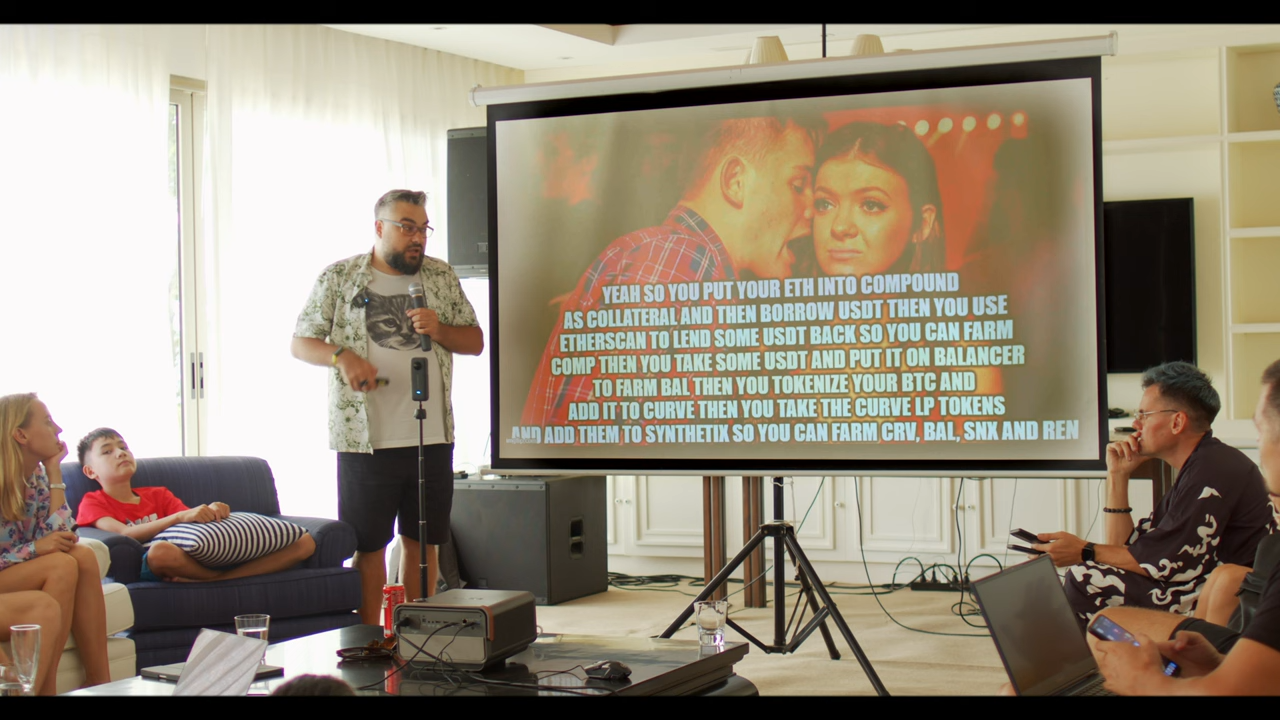 YEAH SO YOU PUT YOUR ETH INTO COMPOUND
AS COLLATERAL AND THEN BORROW USDT THEN YOU USE
ETHERSCAN TO LEND SOME USDT BACK SO YOU CAN FARM
COMP THEN YOU TAKE SOME USDT AND PUT IT ON BALANCER
TO FARM BAL THEN YOU TOKENIZE YOUR BTC AND
ADD IT TO CURVE THEN YOU TAKE THE CURVE LP TOKENS
AND ADD THEM TO SYNTHETIX SO YOU CAN FARM CRV, BAL, SNX AND REN